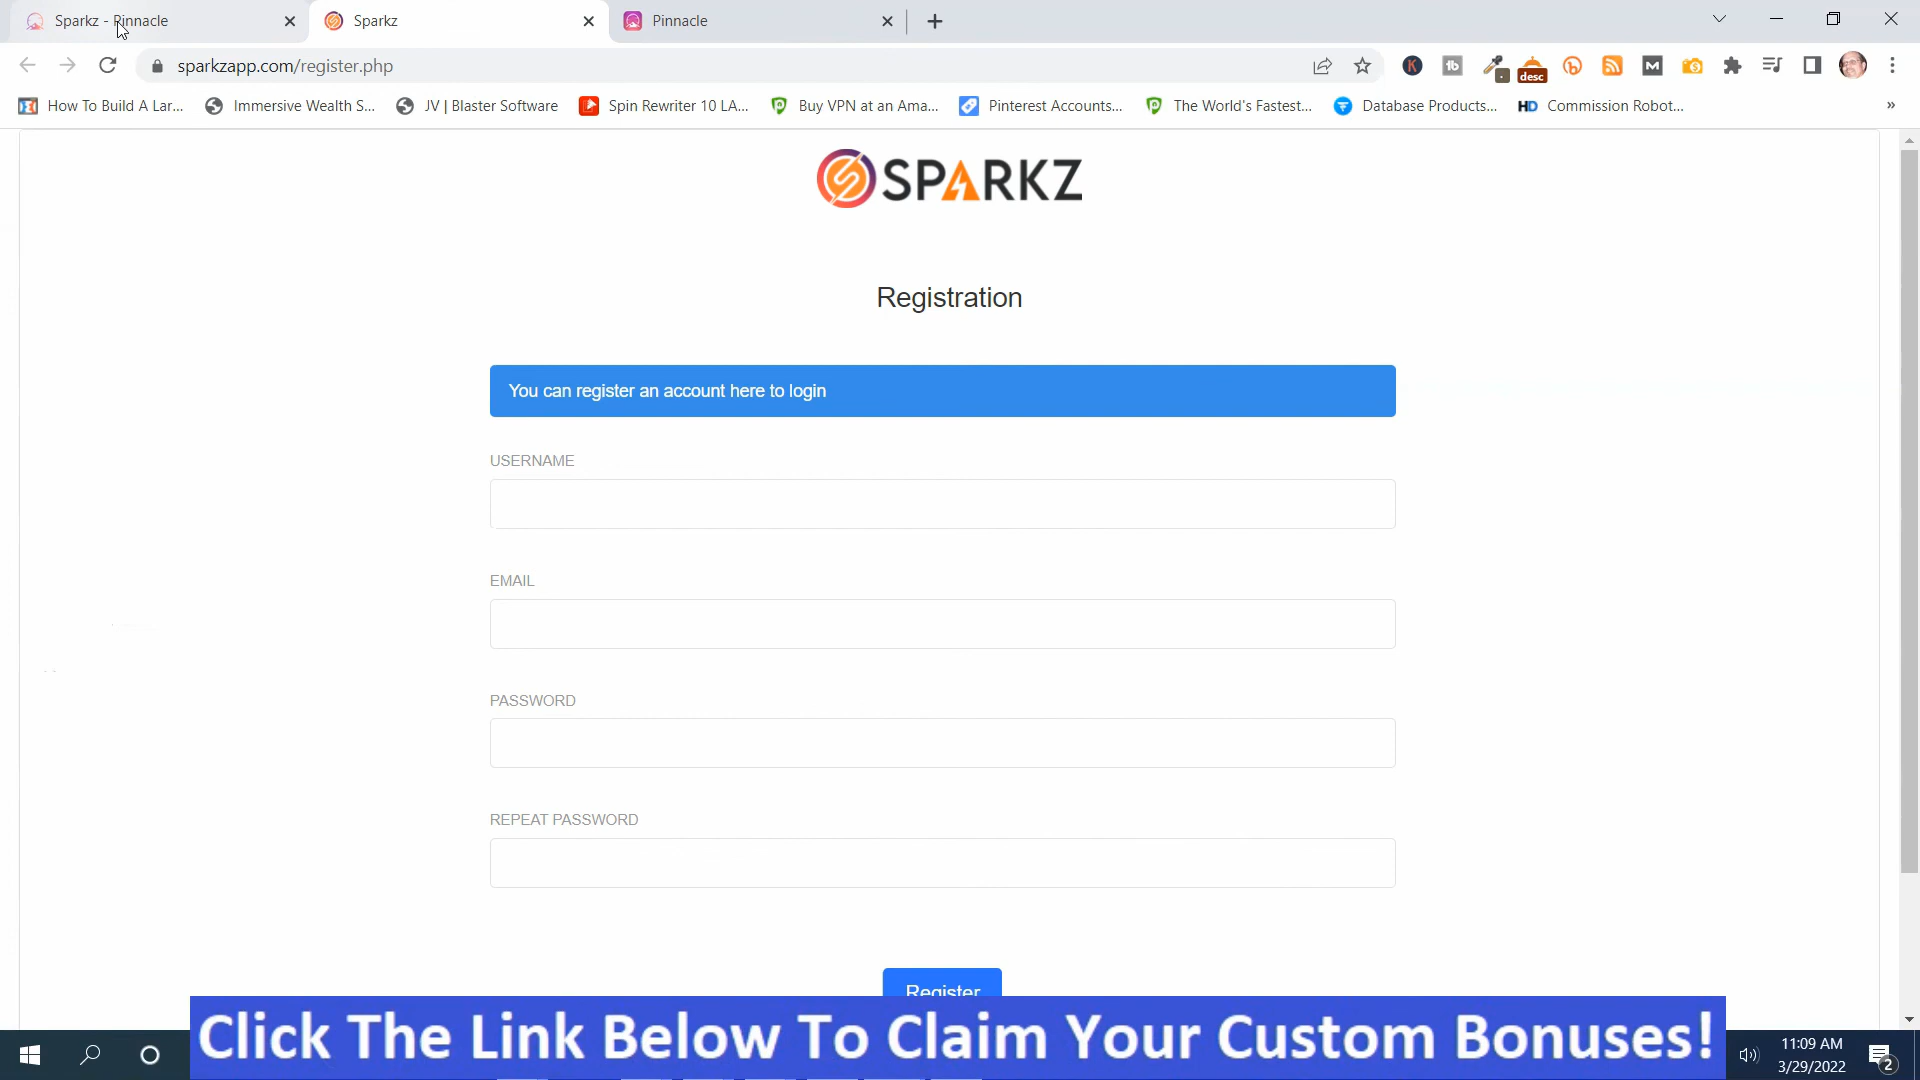 Sparkz - Pinnacle
Sparkz
Pinnacle
sparkzapp.com/register.php
desc
How To Build A Lar...
Immersive Wealth S...
JV | Blaster Software
Spin Rewriter 10 LA...
Buy VPN at an Ama...
Pinterest Accounts...
The World's Fastest...
HD Commission Robot...
Database Products...
SPARKZ
Registration
You can register an account here to login
USERNAME
EMAIL
PASSWORD
REPEAT PASSWORD
Register
Click The Link Below To Claim Your Custom Bonuses!
11:09 AM
3/29/2022
2